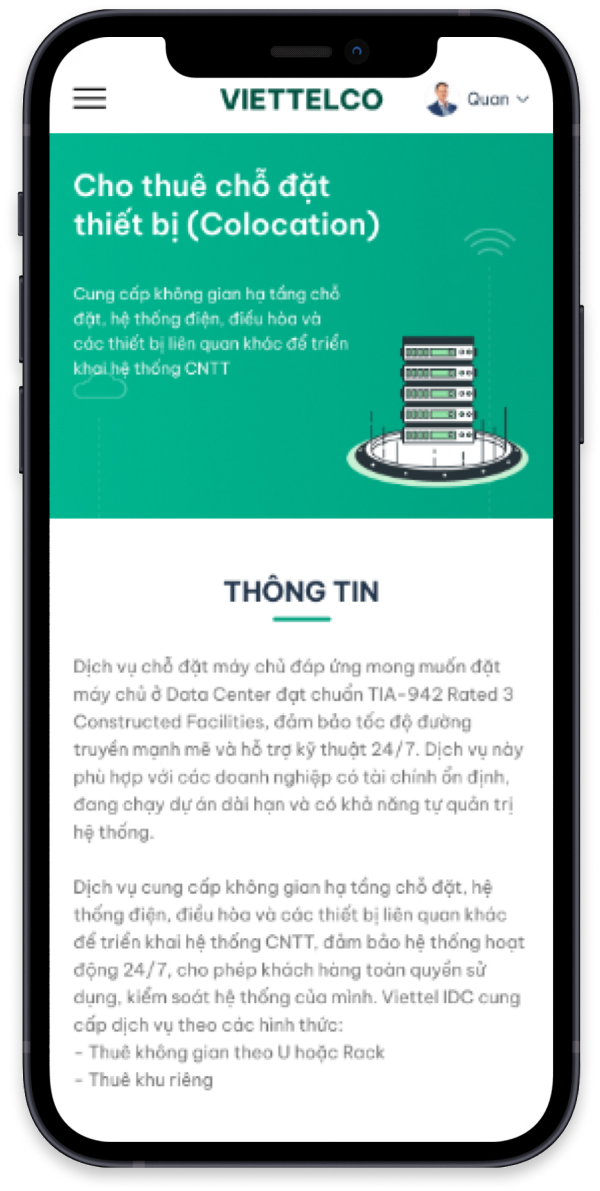 VIETTELCO
Quan
Cho thuê chỗ đặt
thiết bị (Colocation)
Cung cấp không gian hạ tầng chỗ
đặt, hệ thống điện, điều hòa và
các thiết bị liên quan khác để triển
khai hệ thống CNTT
THÔNG TIN
Dịch vụ chỗ đặt máy chủ đáp ứng mong muốn đặt
máy chủ ở Data Center đạt chuẩn TIA-942 Rated 3
Constructed Facilities, đảm bảo tốc độ đường
truyền mạnh mẽ và hỗ trợ kỹ thuật 24/7. Dịch vụ này
phù hợp với các doanh nghiệp có tài chính ổn định,
đang chạy dự án dài hạn và có khả năng tự quản trị
hệ thống.
Dịch vụ cung cấp không gian hạ tầng chỗ đặt, hệ
thống điện, điều hòa và các thiết bị liên quan khác
để triển khai hệ thống CNTT, đảm bảo hệ thống hoạt
động 24/7, cho phép khách hàng toàn quyền sử
dụng, kiểm soát hệ thống của mình. Viettel IDC cung
cấp dịch vụ theo các hình thức:
- Thuê không gian theo U hoặc Rack
- Thuê khu riêng